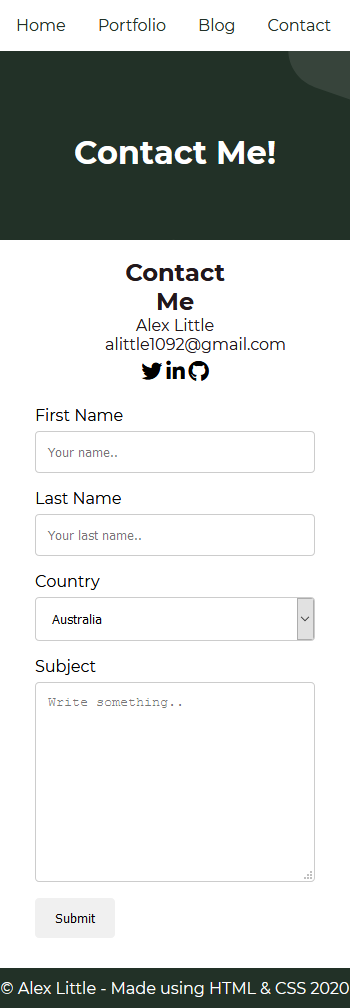 Home Portfolio Blog Contact
Contact Me!
Contact
Me
Alex Little
alittle1092@gmail.com
First Name
Your name..
Last Name
Your last name..
Country
Australia
Subject
Write something..
Submit
© Alex Little - Made using HTML & CSS 2020